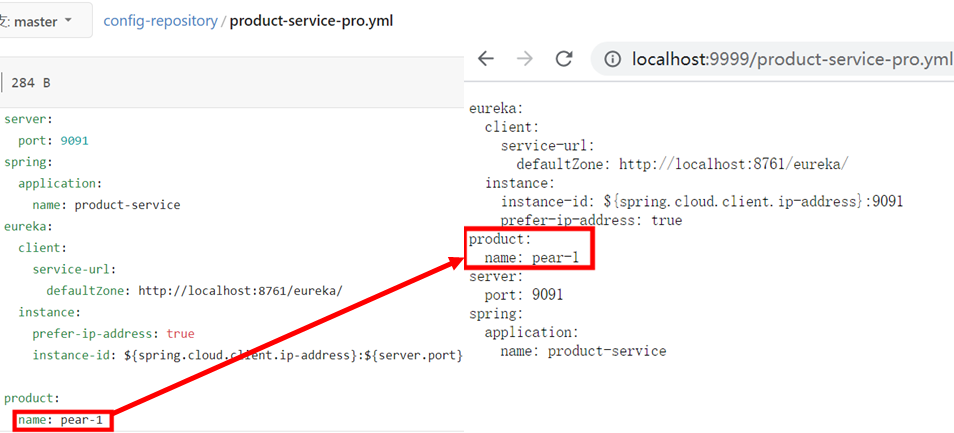 支: master
config-repository / product-service-pro.yml
284 B
server:
port: 9091
spring:
application:
name: product-service
eureka:
client:
service-url:
defaultZone: http://localhost:8761/eureka/
instance:
prefer-ip-address: true
instance-id: ${spring.cloud.client.ip-address}:${server.port}
product:
name: pear-1
localhost:9999/product-service-pro.yml
eureka:
client:
service-url:
defaultZone: http://localhost:8761/eureka/
instance:
instance-id: ${spring.cloud.client.ip-address}:9091
prefer-ip-address: true
product:
name: pear-1
server:
port: 9091
spring:
application:
name: product-service